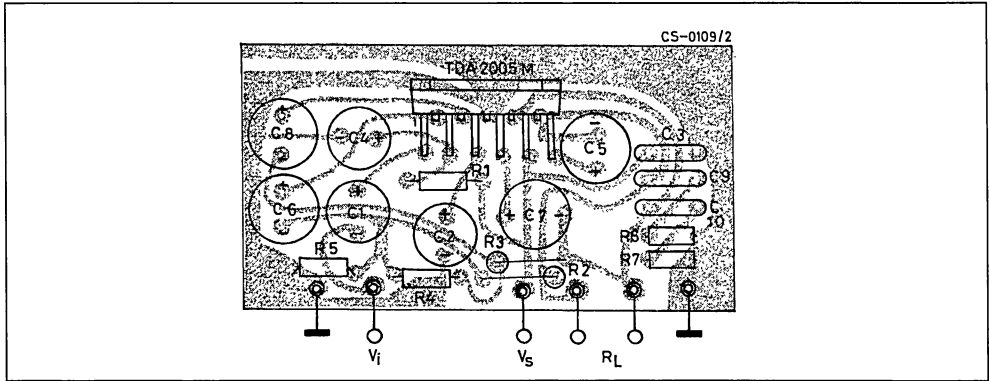 CS-0109/2
TDA 2005 M
C8
C4
C5
C3
R1
C9
C6
C1
C2
C7
C10
R3
R8
R5
R2
R7
R4
Vi
Vs
RL